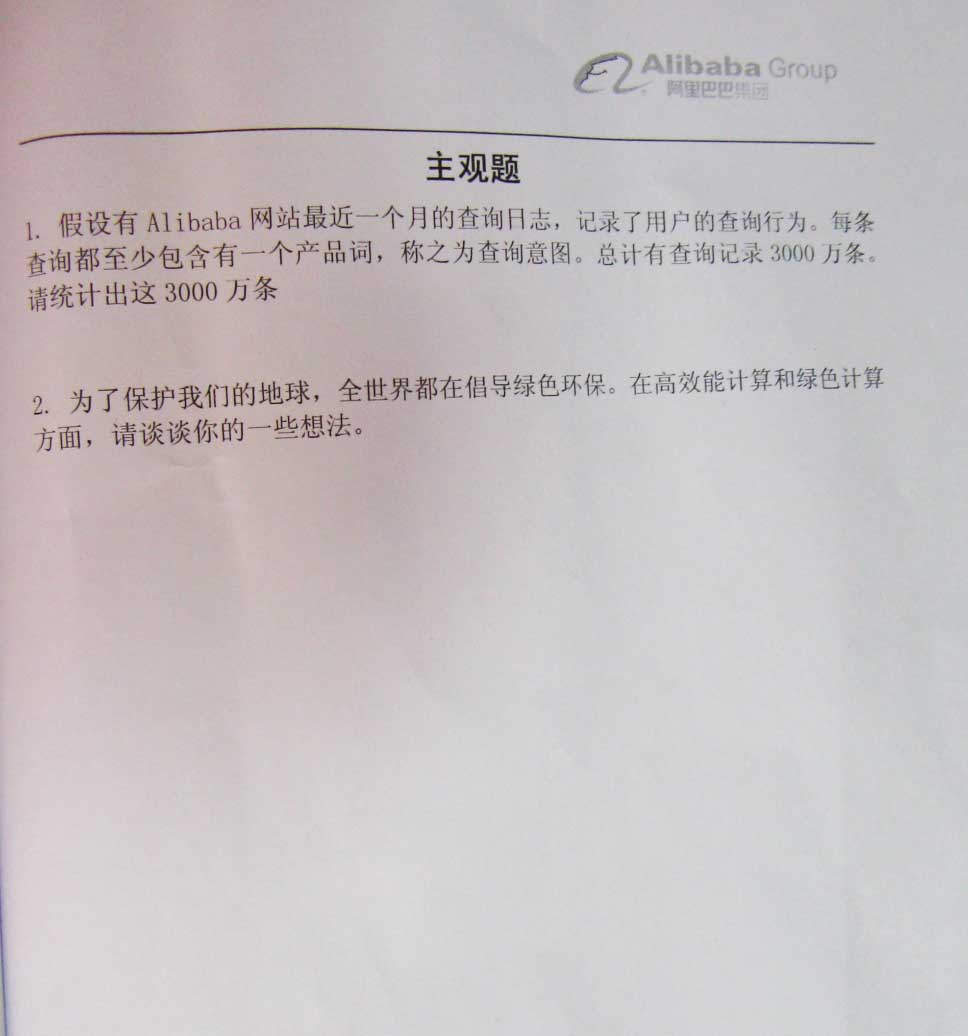 Alibaba Group
阿里巴巴集团
主观题
1. 假设有 Alibaba 网站最近一个月的查询日志，记录了用户的查询行为。每条
查询都至少包含有一个产品词，称之为查询意图。总计有查询记录 3000 万条。
请统计出这 3000 万条
2. 为了保护我们的地球，全世界都在倡导绿色环保。在高效能计算和绿色计算
方面，请谈谈你的一些想法。